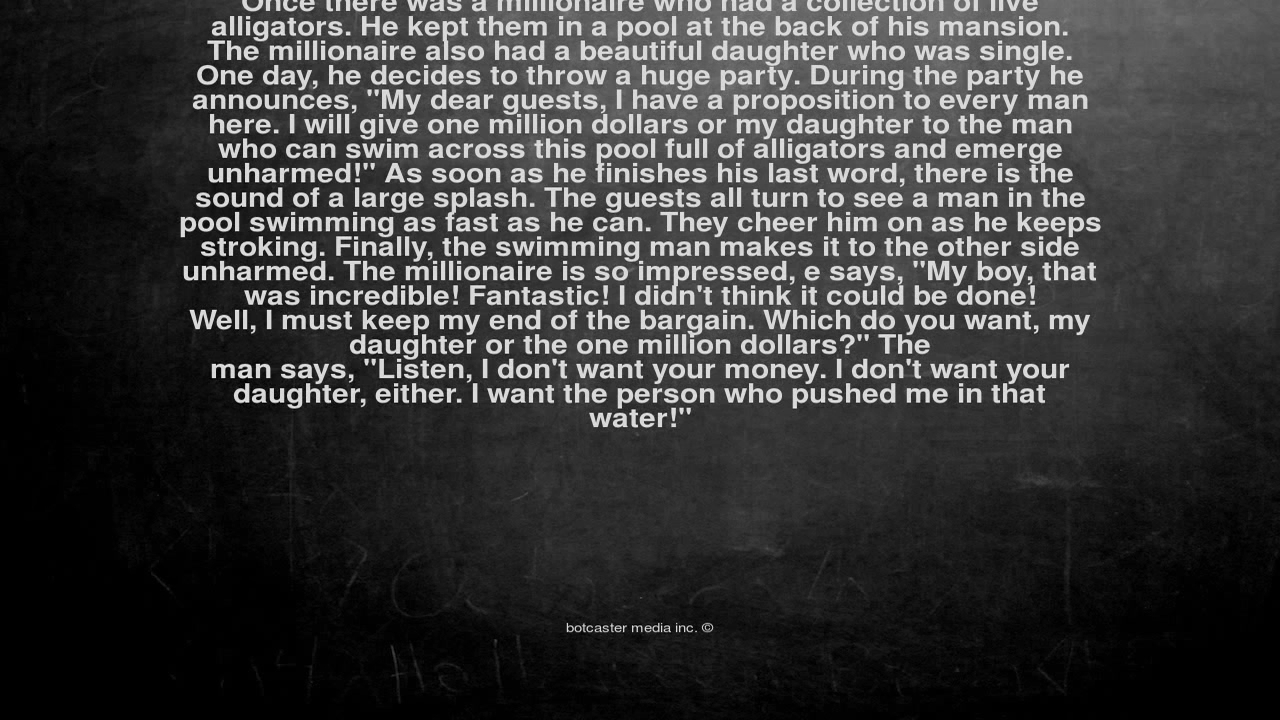 Once there was a millionaire who had a collection of live
alligators. He kept them in a pool at the back of his mansion.
The millionaire also had a beautiful daughter who was single.
One day, he decides to throw a huge party. During the party he
announces, "My dear guests, I have a proposition to every man
here. I will give one million dollars or my daughter to the man
who can swim across this pool full of alligators and emerge
unharmed!" As soon as he finishes his last word, there is the
sound of a large splash. The guests all turn to see a man in the
pool swimming as fast as he can. They cheer him on as he keeps
stroking. Finally, the swimming man makes it to the other side
unharmed. The millionaire is so impressed, e says, "My boy, that
was incredible! Fantastic! I didn't think it could be done!
Well, I must keep my end of the bargain. Which do you want, my
daughter or the one million dollars?" The
man says, "Listen, I don't want your money. I don't want your
daughter, either. I want the person who pushed me in that
water!"
botcaster media inc. ©